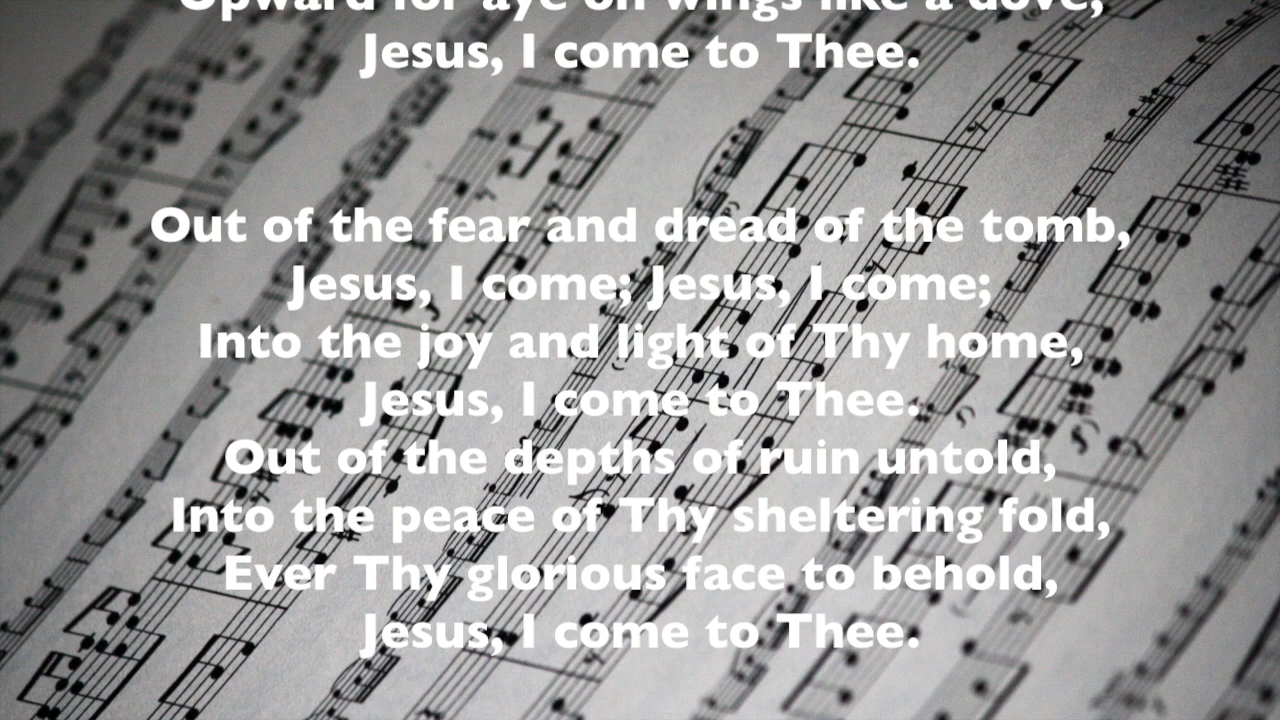 Upward for aye on wings like a dove,
Jesus, I come to Thee.
Out of the fear and dread of the tomb,
Jesus, I come; Jesus, I come;
Into the joy and light of Thy home,
Jesus, I come to Thee.
Out of the depths of ruin untold,
Into the peace of Thy sheltering fold,
Ever Thy glorious face to behold,
Jesus, I come to Thee.